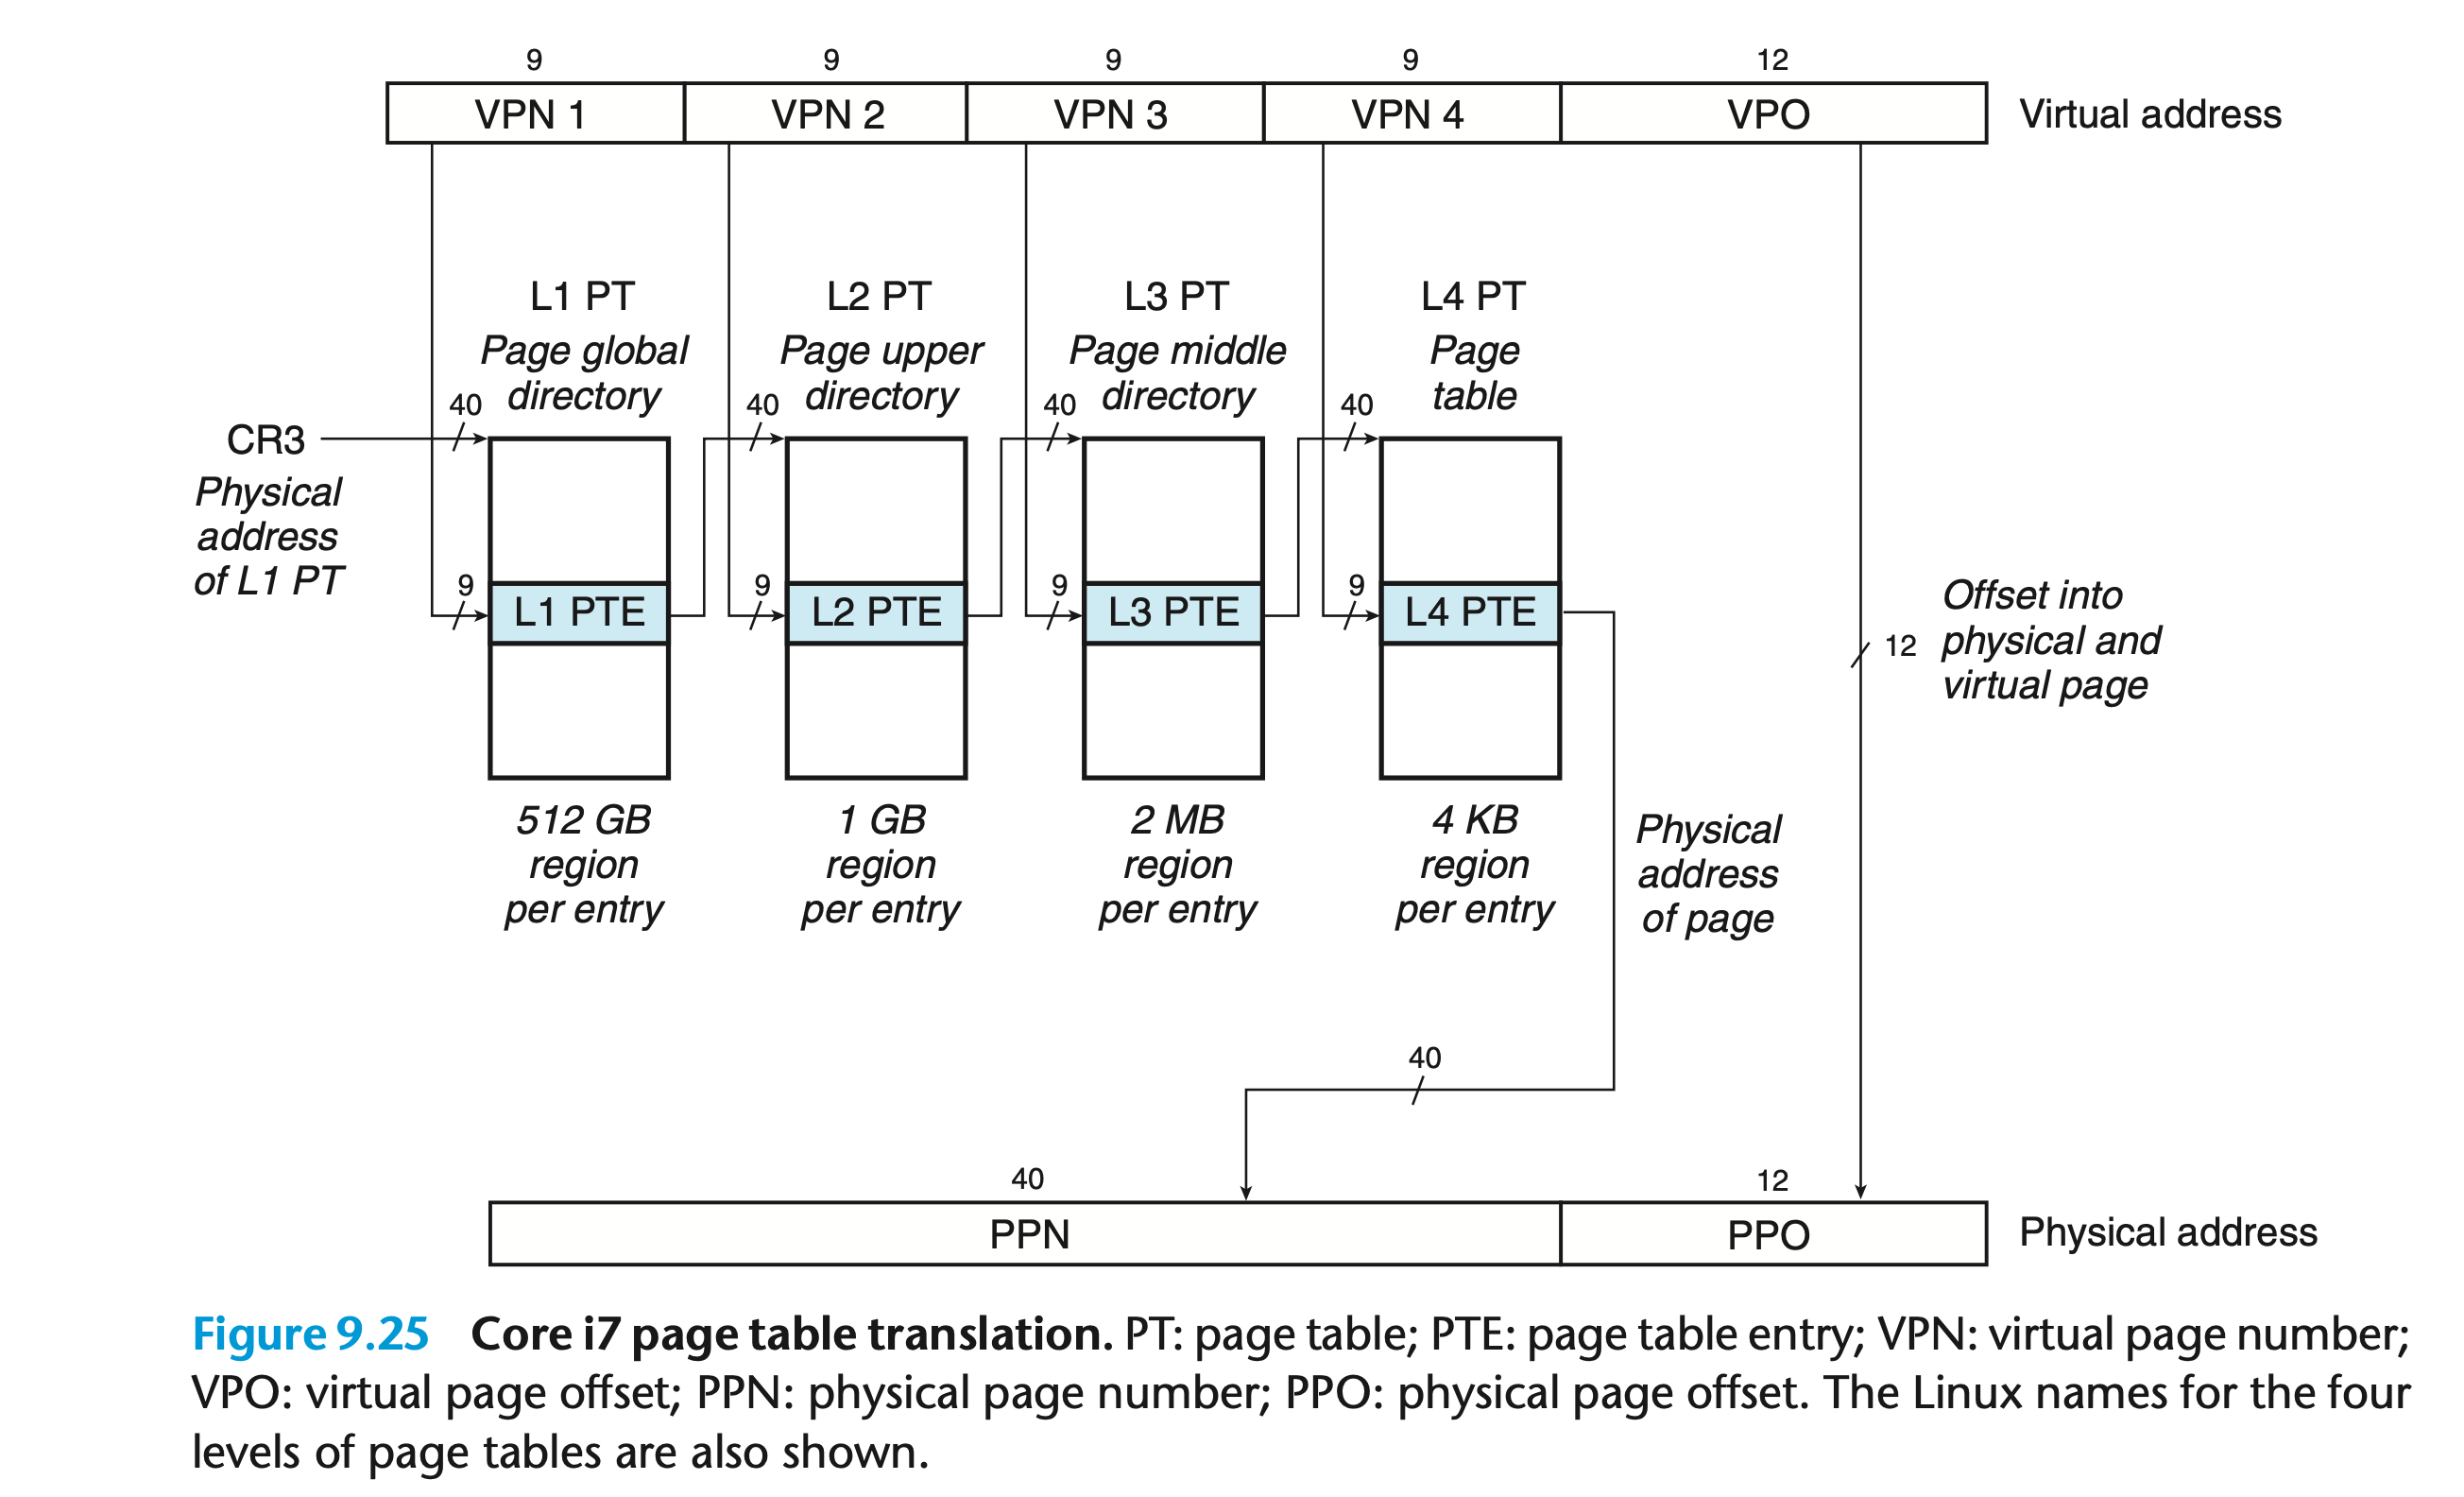 9 9 9 9 12
VPN 1 VPN 2 VPN 3 VPN 4 VPO Virtual address
L1 PT L2 PT L3 PT L4 PT
Page global Page upper Page middle Page
directory directory directory table
40 40 40 40
CR3
Physical
address
of L1 PT
9 9 9 9
L1 PTE L2 PTE L3 PTE L4 PTE
12
Offset into
physical and
virtual page
512 GB 1 GB 2 MB 4 KB
region region region region
per entry per entry per entry per entry
Physical
address
of page
40
40 12
PPN PPO Physical address
Figure 9.25 Core i7 page table translation. PT: page table; PTE: page table entry; VPN: virtual page number;
VPO: virtual page offset; PPN: physical page number; PPO: physical page offset. The Linux names for the four
levels of page tables are also shown.